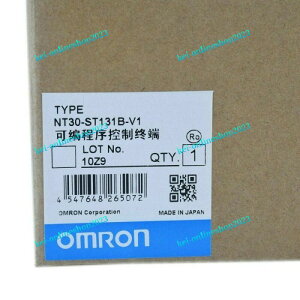 TYPE
NT30-ST131B-V1
可编程序控制终端
Ro
LOT No.
10Z9
QTY. 1
4 547648 265072
OMRON Corporation
MADE IN JAPAN
OMRON